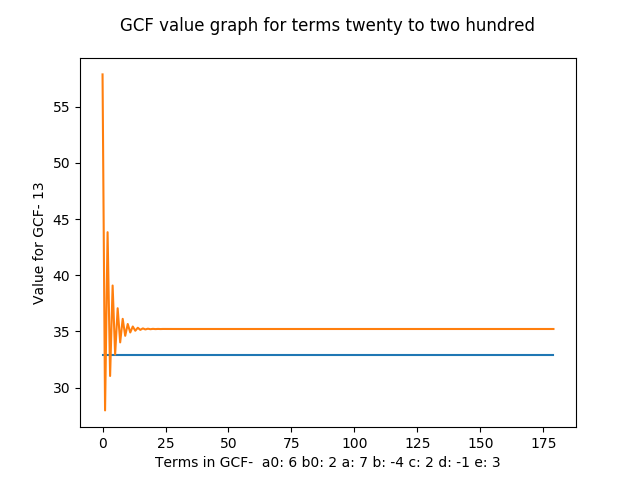 GCF value graph for terms twenty to two hundred
55
50
45
40
35
30
Value for GCF- 13
0 25 50 75 100 125 150 175
Terms in GCF-  a0: 6 b0: 2 a: 7 b: -4 c: 2 d: -1 e: 3